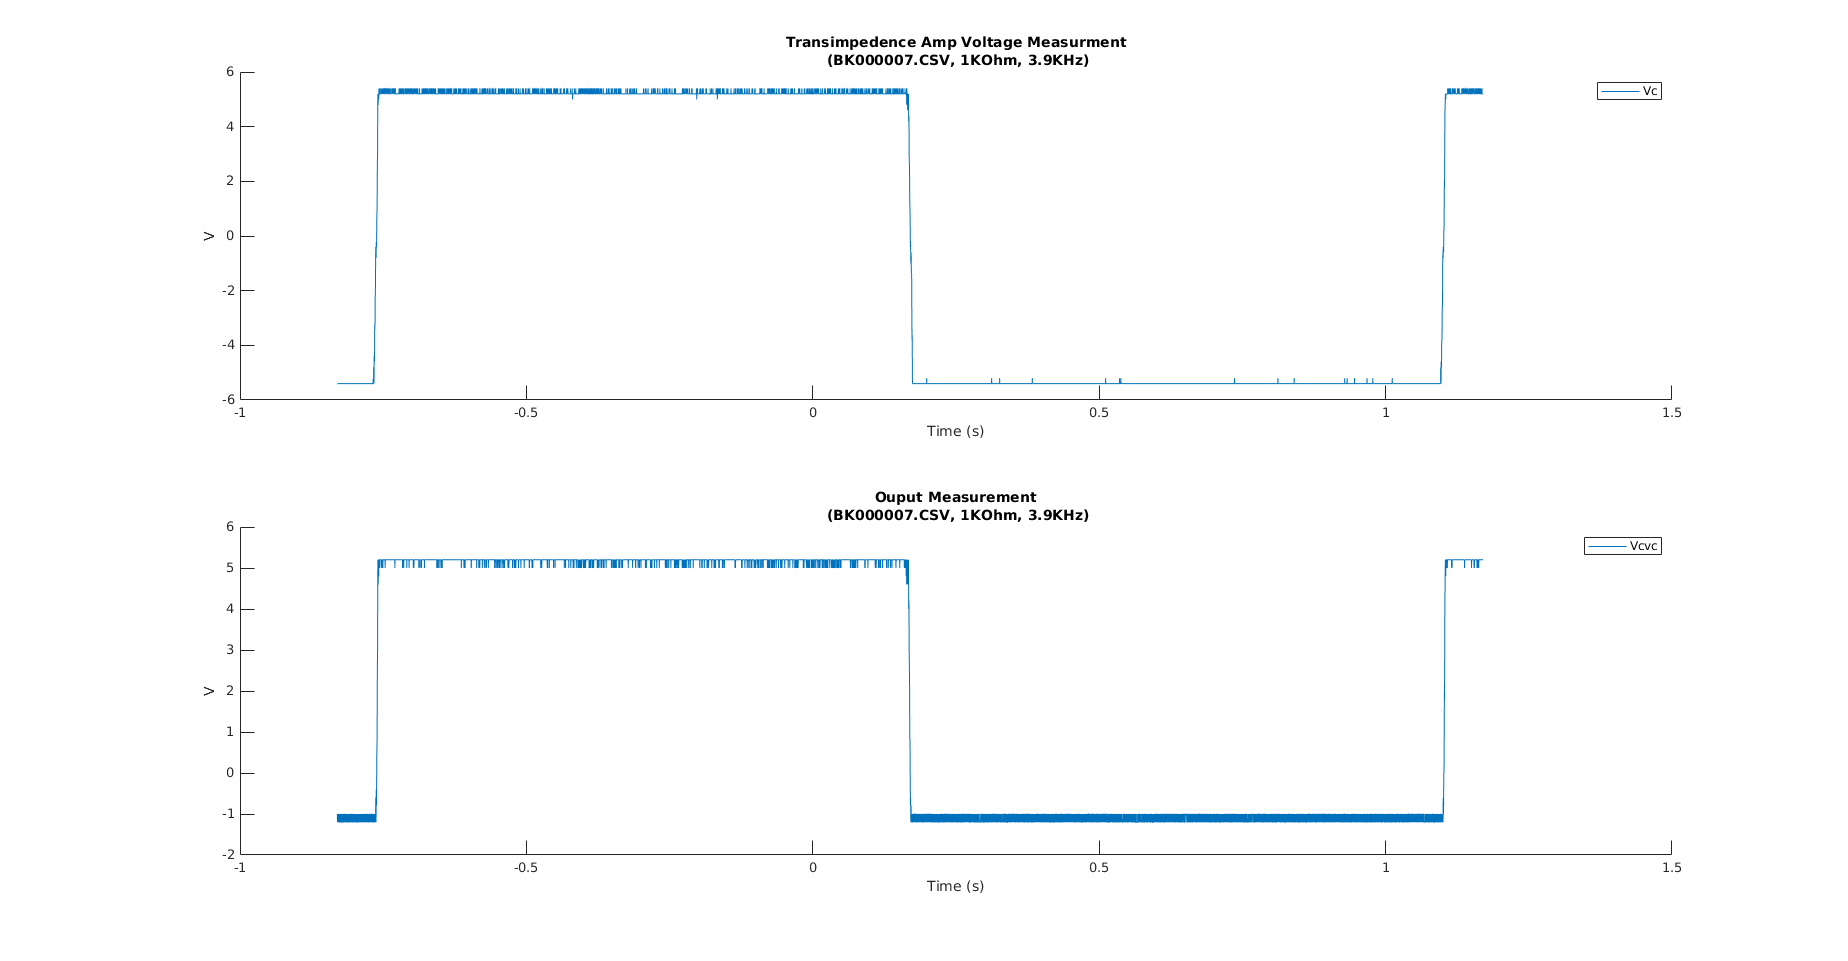 Transimpedence Amp Voltage Measurment
(BK000007.CSV, 1KOhm, 3.9KHz)
6
4
2
0
-2
-4
-6
V
Vc
-1
-0.5
0
0.5
1
1.5
Time (s)
Ouput Measurement
(BK000007.CSV, 1KOhm, 3.9KHz)
6
5
4
3
2
1
0
-1
-2
V
Vcvc
-1
-0.5
0
0.5
1
1.5
Time (s)